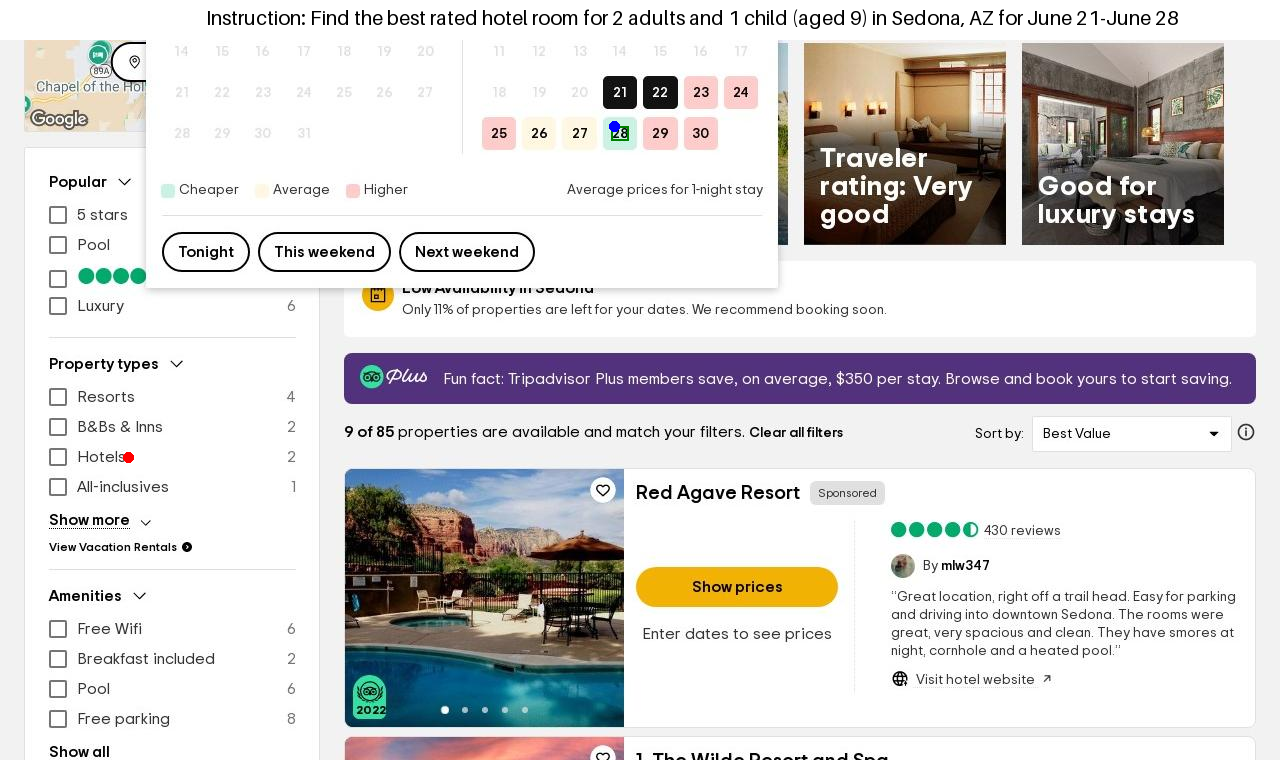 Instruction: Find the best rated hotel room for 2 adults and 1 child (aged 9) in Sedona, AZ for June 21-June 28
14 15 16 17 18 19 20
11 12 13 14 15 16 17
21 22 23 24 25 26 27
18 19 20 21 22 23 24
28 29 30 31
25 26 27 28 29 30
89A
Chapel of the Hol
Google
Cheaper
Average
Higher
Average prices for 1-night stay
Tonight
This weekend
Next weekend
Traveler
rating: Very
good
Good for
luxury stays
Popular
5 stars
Pool
Luxury 6
Property types
Resorts 4
B&Bs & Inns 2
Hotels 2
All-inclusives 1
Show more
View Vacation Rentals
Amenities
Free Wifi 6
Breakfast included 2
Pool 6
Free parking 8
Show all
Low Availability in Sedona
Only 11% of properties are left for your dates. We recommend booking soon.
Plus Fun fact: Tripadvisor Plus members save, on average, $350 per stay. Browse and book yours to start saving.
9 of 85 properties are available and match your filters. Clear all filters
Sort by: Best Value
Red Agave Resort Sponsored
Show prices
Enter dates to see prices
430 reviews
By mlw347
"Great location, right off a trail head. Easy for parking
and driving into downtown Sedona. The rooms were
great, very spacious and clean. They have smores at
night, cornhole and a heated pool."
Visit hotel website
2022
1. The Wilde Resort and Spa